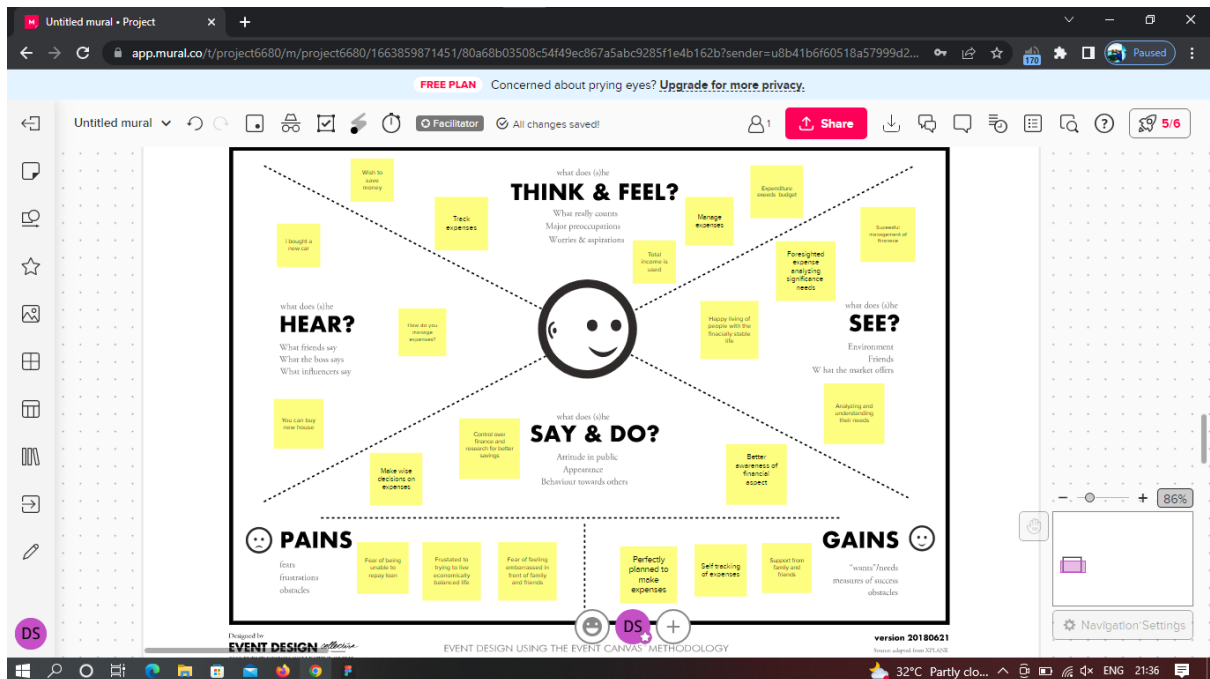 Untitled mural • Project
app.mural.co/t/project6680/m/project6680/1663859871451/80a68b03508c54f49ec867a5abc9285f1e4b162b?sender=u8b41b6f60518a57999d2...
170
Paused
FREE PLAN Concerned about prying eyes? Upgrade for more privacy.
Untitled mural
Facilitator
All changes saved!
1
Share
?
5/6
Wish to
save
money
Track
expenses
what does (s)he
THINK & FEEL?
What really counts
Major preoccupations
Worries & aspirations
Total
income is
used
Manage
expenses
Expenditure
exeeds budget
Sucessful
management of
finanace
Foresighted
expense
analyzing
significance
needs
I bought a
new car
what does (s)he
HEAR?
What friends say
What the boss says
What influencers say
How do you
manage
expenses?
You can buy
new house
Happy living of
people with the
finacially stable
life
what does (s)he
SEE?
Environment
Friends
W hat the market offers
Analyzing and
understanding
their needs
what does (s)he
SAY & DO?
Attitude in public
Appearence
Behaviour towards others
Control over
finance and
research for better
savings
Make wise
decisions on
expenses
Better
awareness of
financial
aspect
PAINS
fears
frustrations
obstacles
Fear of being
unable to
repay loan
Frustated to
trying to live
economically
balanced life
Fear of feeling
embarrassed in
front of family
and friends
Perfectly
planned to
make
expenses
Self tracking
of expenses
Support from
family and
friends
GAINS
"wants"/needs
measures of success
obstacles
86%
Navigation Settings
DS
DS
Designed by
EVENT DESIGN collective
EVENT DESIGN USING THE EVENT CANVAS METHODOLOGY
version 20180621
Source: adapted from XPLANE
32°C Partly clo...
ENG
21:36